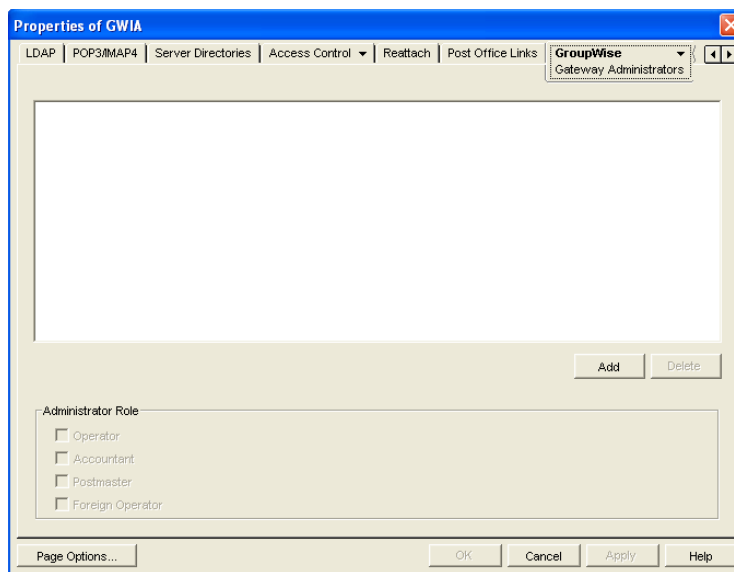 Properties of GWIA
LDAP POP3/IMAP4 Server Directories Access Control Reattach Post Office Links GroupWise
Gateway Administrators
Add Delete
Administrator Role
Operator
Accountant
Postmaster
Foreign Operator
Page Options... OK Cancel Apply Help